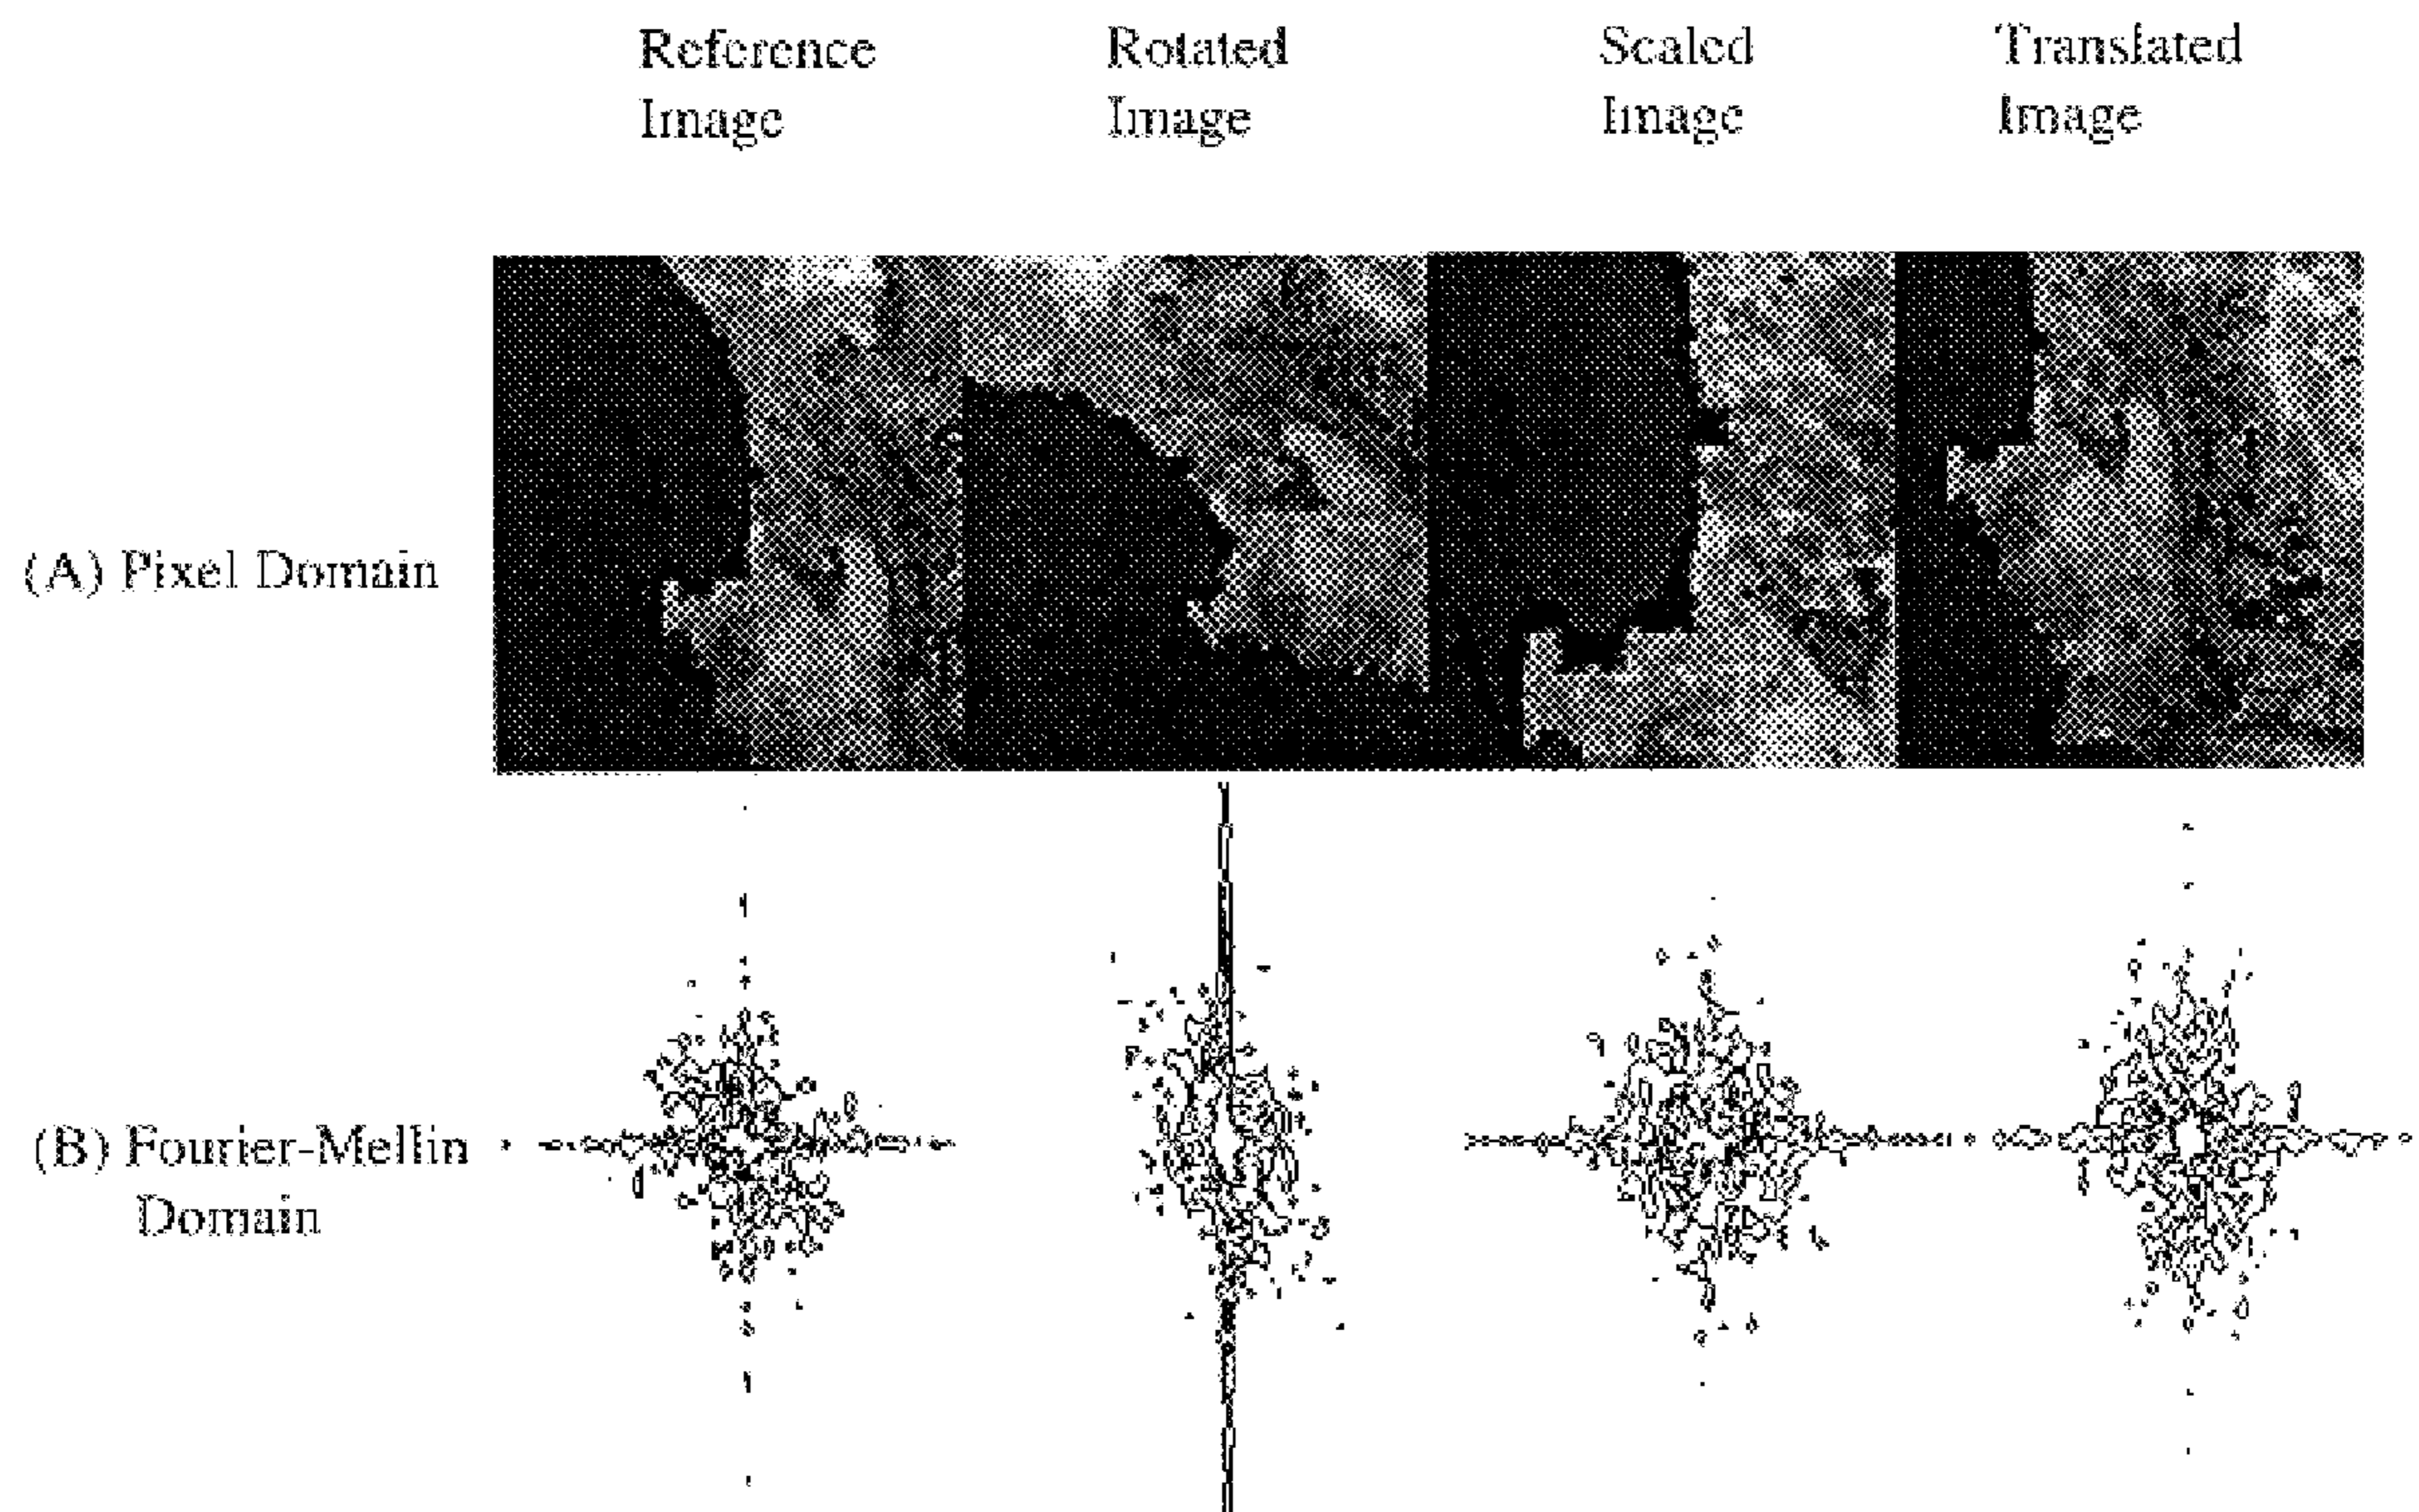 Reference
Image
Rotated
Image
Scaled
Image
Translated
Image
(A) Pixel Domain
(B) Fourier-Mellin
Domain